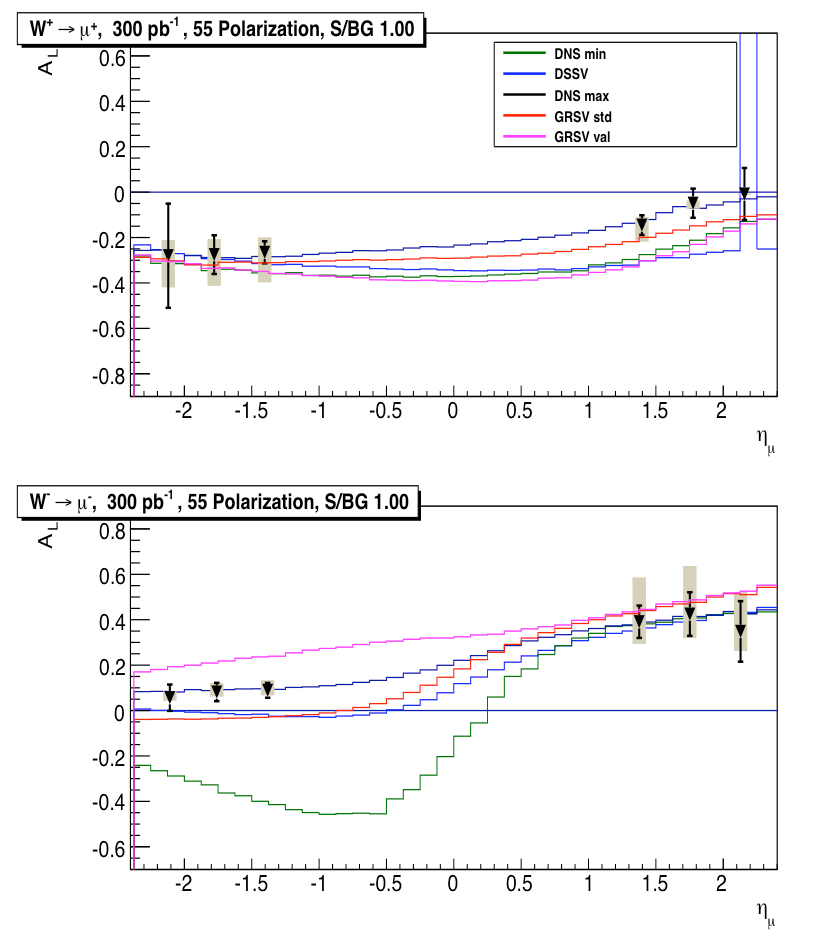 W⁺ → μ⁺, 300 pb⁻¹ , 55 Polarization, S/BG 1.00
A_L
0.6
0.4
0.2
0
-0.2
-0.4
-0.6
-0.8
DNS min
DSSV
DNS max
GRSV std
GRSV val
-2 -1.5 -1 -0.5 0 0.5 1 1.5 2
η_μ
W⁻ → μ⁻, 300 pb⁻¹ , 55 Polarization, S/BG 1.00
A_L
0.8
0.6
0.4
0.2
0
-0.2
-0.4
-0.6
-2 -1.5 -1 -0.5 0 0.5 1 1.5 2
η_μ